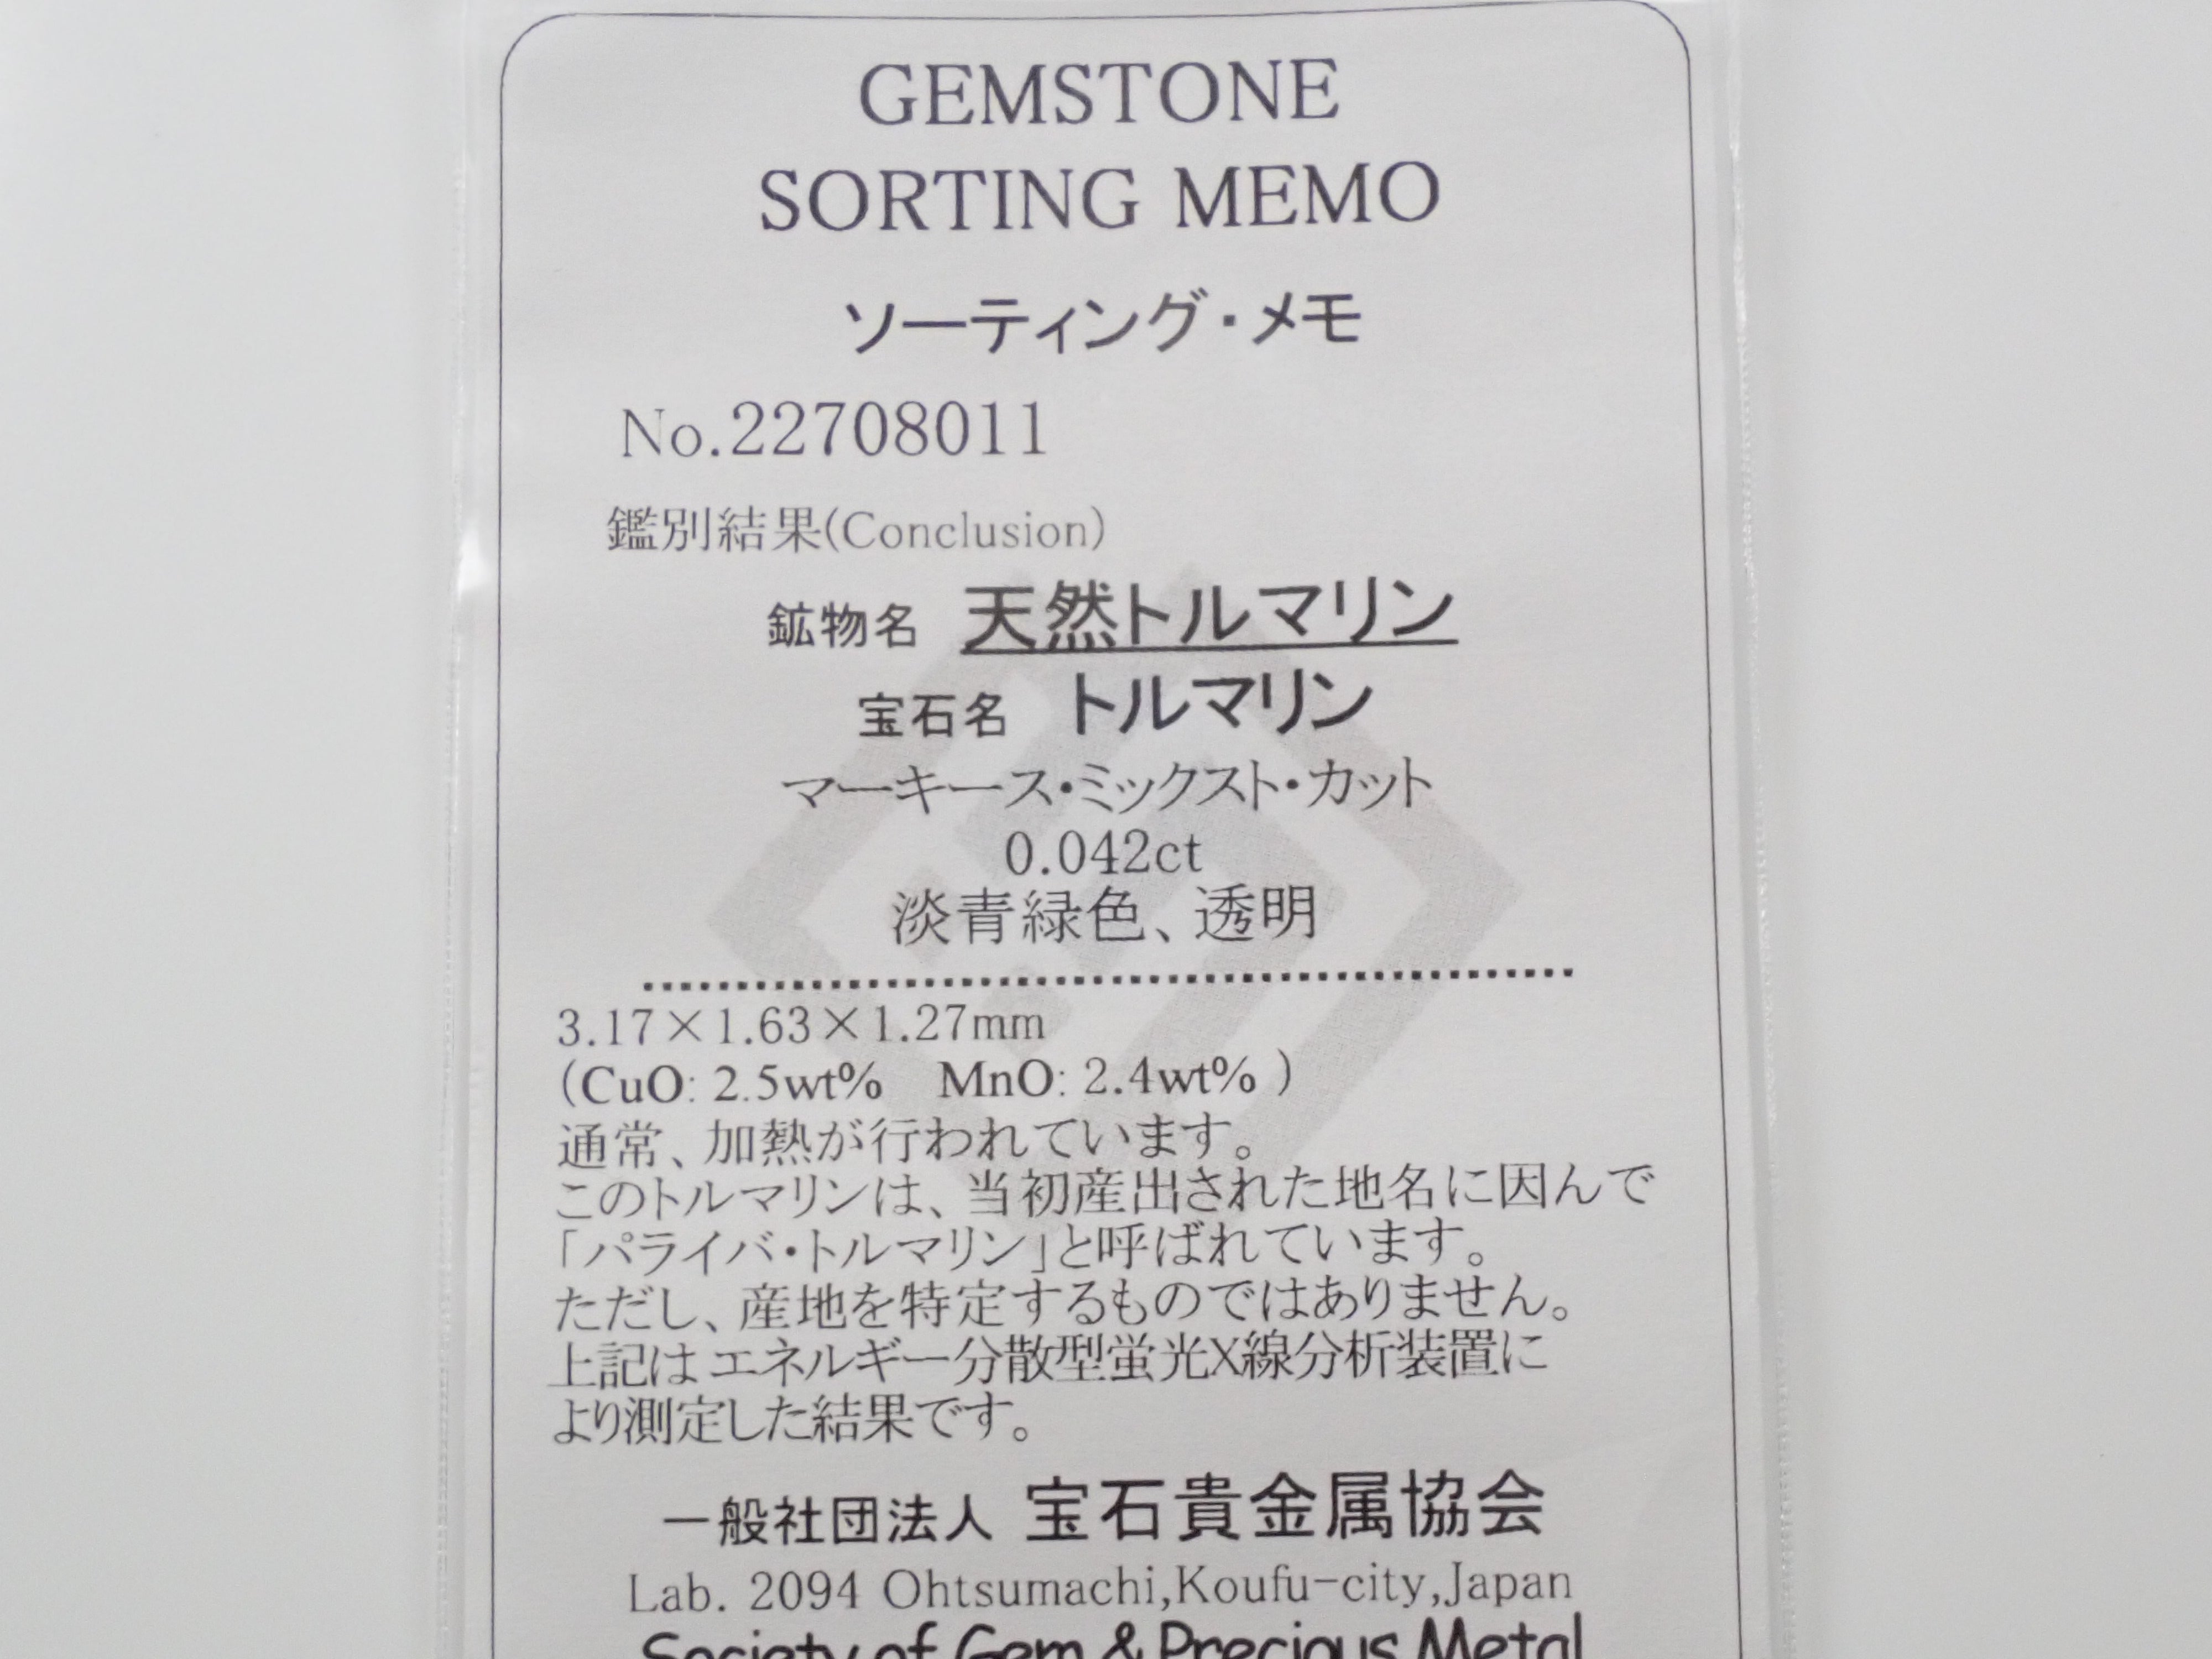 GEMSTONE
SORTING MEMO
ソーティング・メモ
No.22708011
鑑別結果(Conclusion)
鉱物名 天然トルマリン
宝石名 トルマリン
マーキース・ミックスト・カット
0.042ct
淡青緑色、透明
3.17×1.63×1.27mm
(CuO: 2.5wt% MnO: 2.4wt% )
通常、加熱が行われています。
このトルマリンは、当初産出された地名に因んで
「パライバ・トルマリン」と呼ばれています。
ただし、産地を特定するものではありません。
上記はエネルギー分散型蛍光X線分析装置に
より測定した結果です。
一般社団法人 宝石貴金属協会
Lab. 2094 Ohtsumachi,Koufu-city,Japan
Society of Gem & Precious Metal